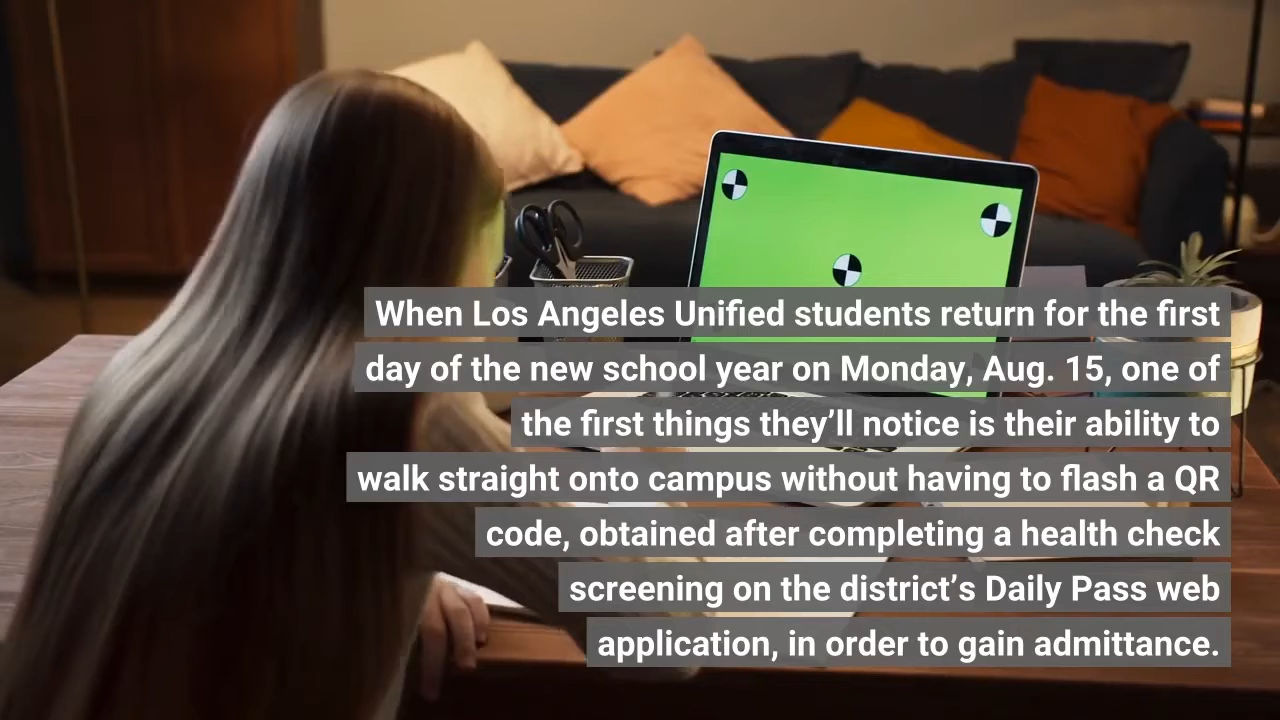 When Los Angeles Unified students return for the first
day of the new school year on Monday, Aug. 15, one of
the first things they’ll notice is their ability to
walk straight onto campus without having to flash a QR
code, obtained after completing a health check
screening on the district’s Daily Pass web
application, in order to gain admittance.